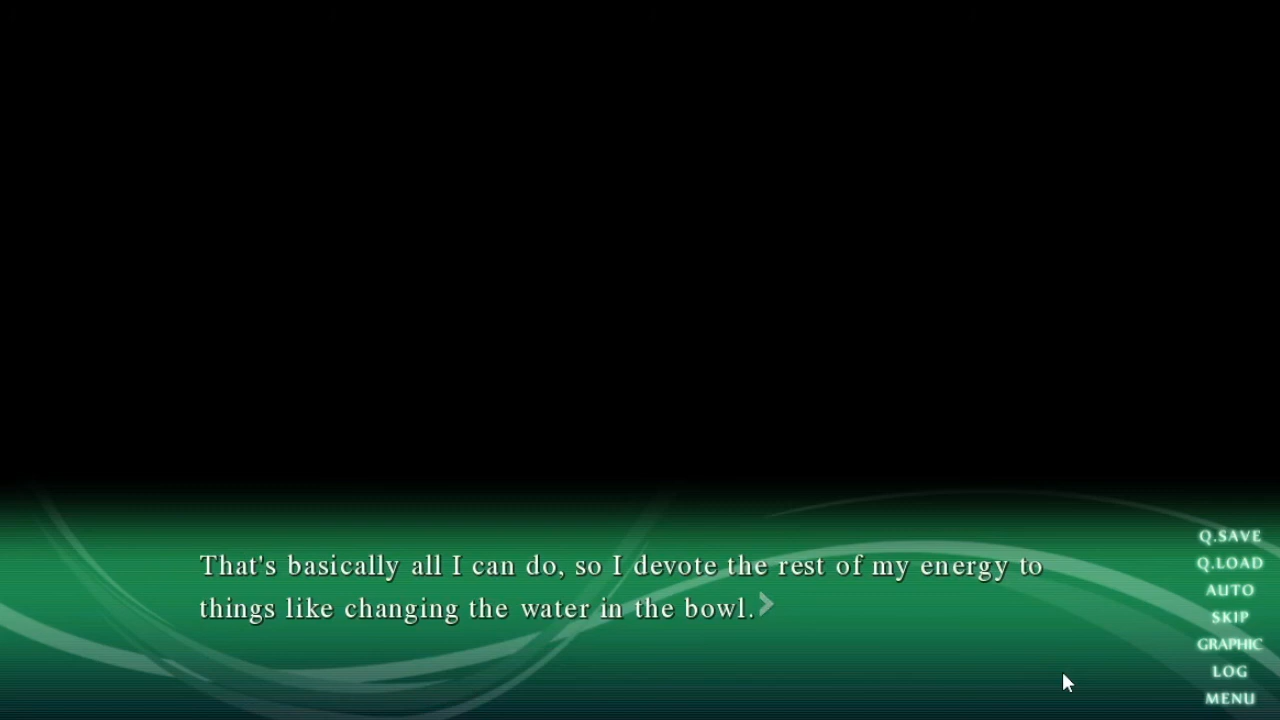 That's basically all I can do, so I devote the rest of my energy to
things like changing the water in the bowl.
Q.SAVE
Q.LOAD
AUTO
SKIP
GRAPHIC
LOG
MENU